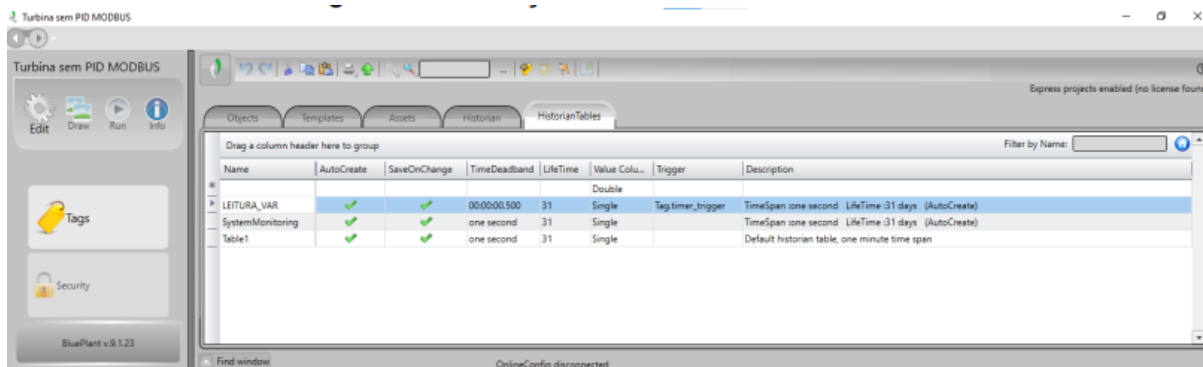 Turbina sem PID MODBUS
Turbina sem PID MODBUS
Edit Draw Run Info
Tags
Security
BluePlant v.9.1.23
Express projects enabled (no license foun
Objects Templates Assets Historian HistorianTables
Drag a column header here to group Filter by Name:
Name AutoCreate SaveOnChange TimeDeadband LifeTime Value Colu... Trigger Description
Double
LEITURA_VAR 00:00:00.500 31 Single Tag.timer_trigger TimeSpan :one second LifeTime :31 days (AutoCreate)
SystemMonitoring one second 31 Single TimeSpan :one second LifeTime :31 days (AutoCreate)
Table1 one second 31 Single Default historian table, one minute time span
Find window OnlineConfig disconnected